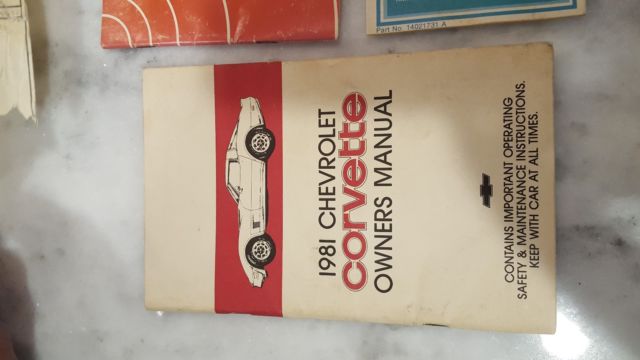 Part No. 14021731 A
1981 CHEVROLET
corvette
OWNERS MANUAL
CONTAINS IMPORTANT OPERATING
SAFETY & MAINTENANCE INSTRUCTIONS.
KEEP WITH CAR AT ALL TIMES.